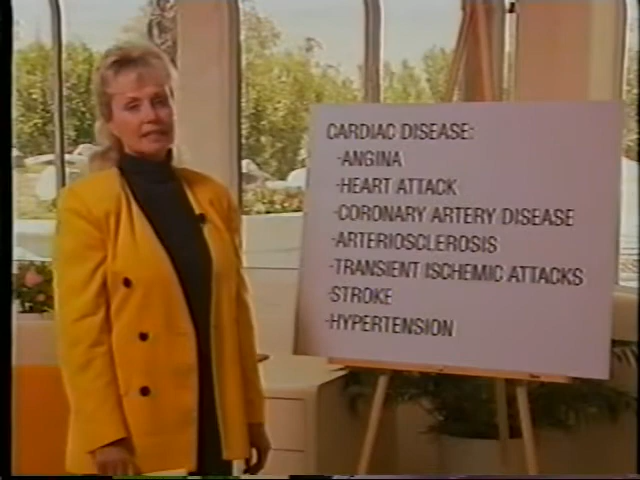 CARDIAC DISEASE:
-ANGINA
-HEART ATTACK
-CORONARY ARTERY DISEASE
-ARTERIOSCLEROSIS
-TRANSIENT ISCHEMIC ATTACKS
-STROKE
-HYPERTENSION